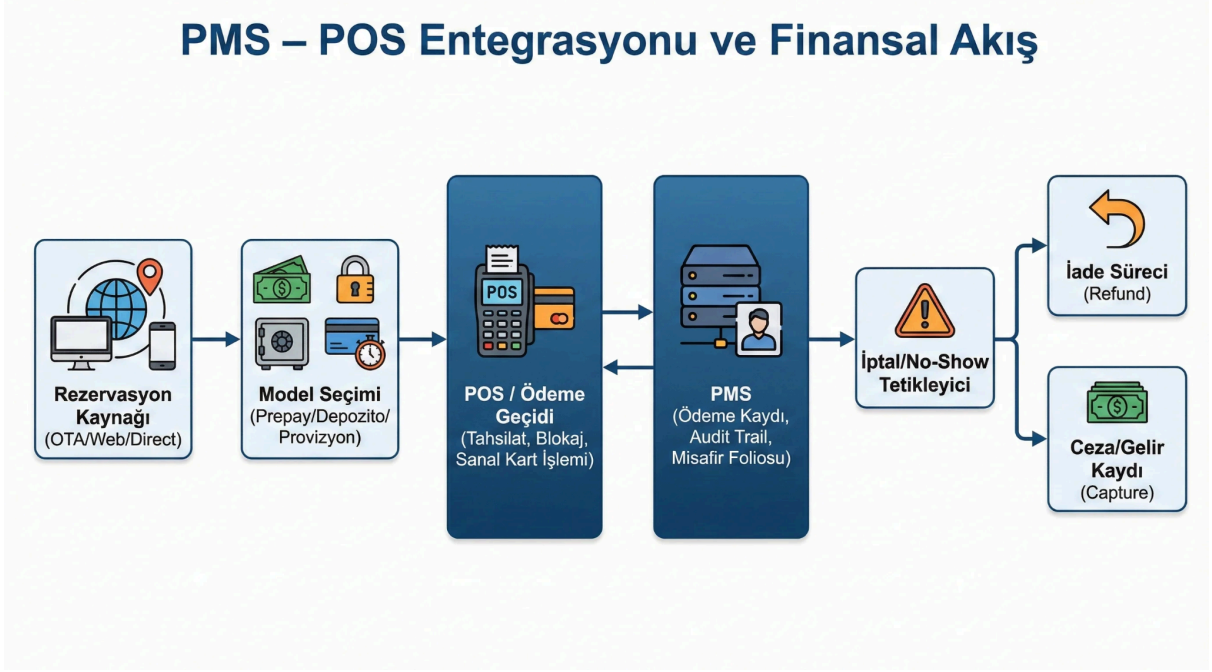 PMS – POS Entegrasyonu ve Finansal Akış
Rezervasyon
Kaynağı
(OTA/Web/Direct)
Model Seçimi
(Prepay/Depozito/
Provizyon)
POS
POS / Ödeme
Geçidi
(Tahsilat, Blokaj,
Sanal Kart İşlemi)
PMS
(Ödeme Kaydı,
Audit Trail,
Misafir Foliosu)
İptal/No-Show
Tetikleyici
İade Süreci
(Refund)
Ceza/Gelir
Kaydı
(Capture)